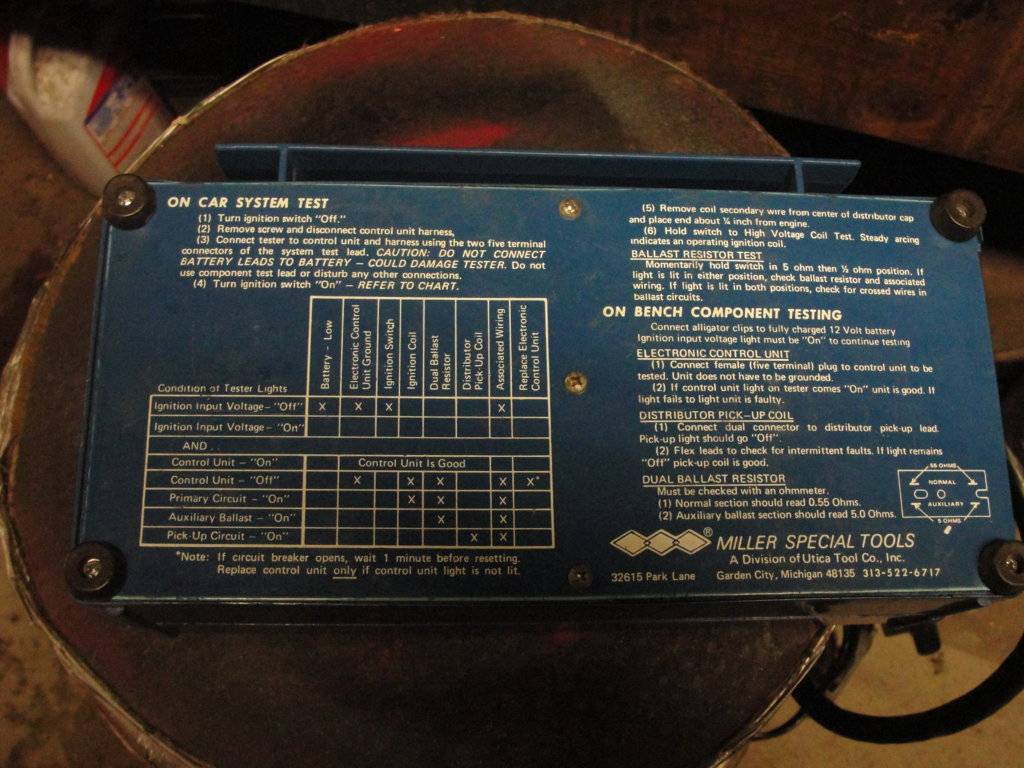 ON CAR SYSTEM TEST
(1) Turn ignition switch "Off."
(2) Remove screw and disconnect control unit harness,
(3) Connect tester to control unit and harness using the two five terminal
connectors of the system test lead. CAUTION: DO NOT CONNECT
BATTERY LEADS TO BATTERY – COULD DAMAGE TESTER. Do not
use component test lead or disturb any other connections.
(4) Turn ignition switch "On" – REFER TO CHART.
Condition of Tester Lights
Battery - Low
Electronic Control
Unit Ground
Ignition Switch
Ignition Coil
Dual Ballast
Resistor
Distributor
Pick-Up Coil
Associated Wiring
Replace Electronic
Control Unit
Ignition Input Voltage – "Off" X X X X
Ignition Input Voltage – "On"
AND .
Control Unit – "On" Control Unit Is Good
Control Unit – "Off" X X X X X*
Primary Circuit – "On" X X X
Auxiliary Ballast – "On" X X
Pick-Up Circuit – "On" X X
*Note: If circuit breaker opens, wait 1 minute before resetting.
Replace control unit only if control unit light is not lit.
(5) Remove coil secondary wire from center of distributor cap
and place end about ¼ inch from engine.
(6) Hold switch to High Voltage Coil Test. Steady arcing
indicates an operating ignition coil.
BALLAST RESISTOR TEST
Momentarily hold switch in 5 ohm then ½ ohm position. If
light is lit in either position, check ballast resistor and associated
wiring. If light is lit in both positions, check for crossed wires in
ballast circuits.
ON BENCH COMPONENT TESTING
Connect alligator clips to fully charged 12 Volt battery
Ignition input voltage light must be "On" to continue testing
ELECTRONIC CONTROL UNIT
(1) Connect female (five terminal) plug to control unit to be
tested. Unit does not have to be grounded.
(2) If control unit light on tester comes "On" unit is good. If
light fails to light unit is faulty.
DISTRIBUTOR PICK-UP COIL
(1) Connect dual connector to distributor pick-up lead.
Pick-up light should go "Off".
(2) Flex leads to check for intermittent faults. If light remains
"Off" pick-up coil is good.
DUAL BALLAST RESISTOR
Must be checked with an ohmmeter.
(1) Normal section should read 0.55 Ohms.
(2) Auxiliary ballast section should read 5.0 Ohms.
.55 OHMS
NORMAL
AUXILIARY
5 OHMS
® MILLER SPECIAL TOOLS
A Division of Utica Tool Co., Inc.
32615 Park Lane Garden City, Michigan 48135 313-522-6717